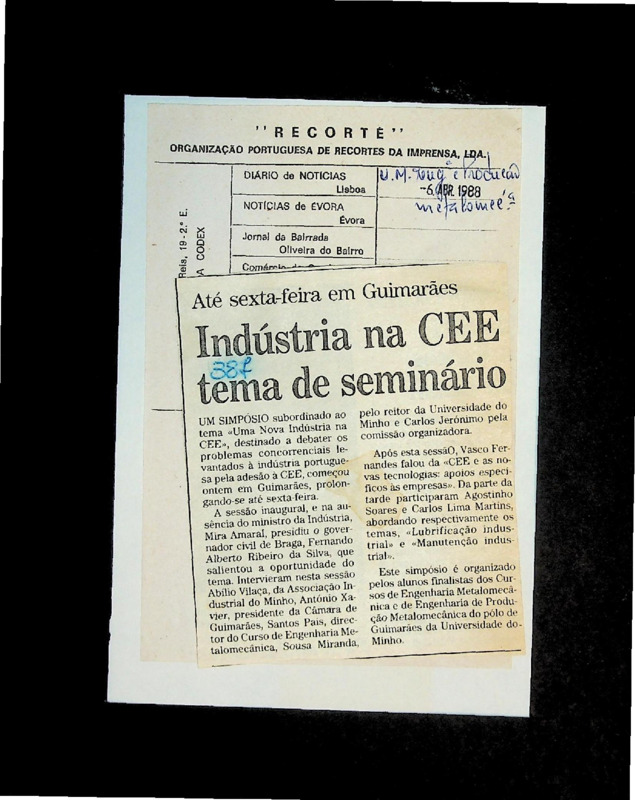 "RECORTE"
ORGANIZAÇÃO PORTUGUESA DE RECORTES DA IMPRENSA, LDA.
Reis, 19-2.º E.
A CODEX
DIÁRIO de NOTICIAS
Lisboa
NOTÍCIAS de ÉVORA
Évora
Jornal da Bairrada
Oliveira do Bairro
U.M. Eng. e Produção
-6. ABR. 1988
metalomec.ª
Até sexta-feira em Guimarães
Indústria na CEE
387
tema de seminário
UM SIMPÓSIO subordinado ao
tema «Uma Nova Indústria na
CEE», destinado a debater os
problemas concorrenciais le-
vantados à indústria portugue-
sa pela adesão à CEE, começou
ontem em Guimarães, prolon-
gando-se até sexta-feira.
A sessão inaugural, e na au-
sência do ministro da Indústria,
Mira Amaral, presidiu o gover-
nador civil de Braga, Fernando
Alberto Ribeiro da Silva, que
salientou a oportunidade do
tema. Intervieram nesta sessão
Abílio Vilaça, da Associação In-
dustrial do Minho, António Xa-
vier, presidente da Câmara de
Guimarães, Santos Pais, direc-
tor do Curso de Engenharia Me-
talomecânica, Sousa Miranda,
pelo reitor da Universidade do
Minho e Carlos Jerónimo pela
comissão organizadora.
Após esta sessãO, Vasco Fer-
nandes falou da «CEE e as no-
vas tecnologias: apoios específi-
ficos às empresas». Da parte da
tarde participaram Agostinho
Soares e Carlos Lima Martins,
abordando respectivamente os
temas, «Lubrificação indus-
trial» e «Manutenção indus-
trial».
Este simpósio é organizado
pelos alunos finalistas dos Cur-
sos de Engenharia Metalomecâ-
nica e de Engenharia de Produ-
ção Metalomecânica do pólo de
Guimarães da Universidade do
Minho.